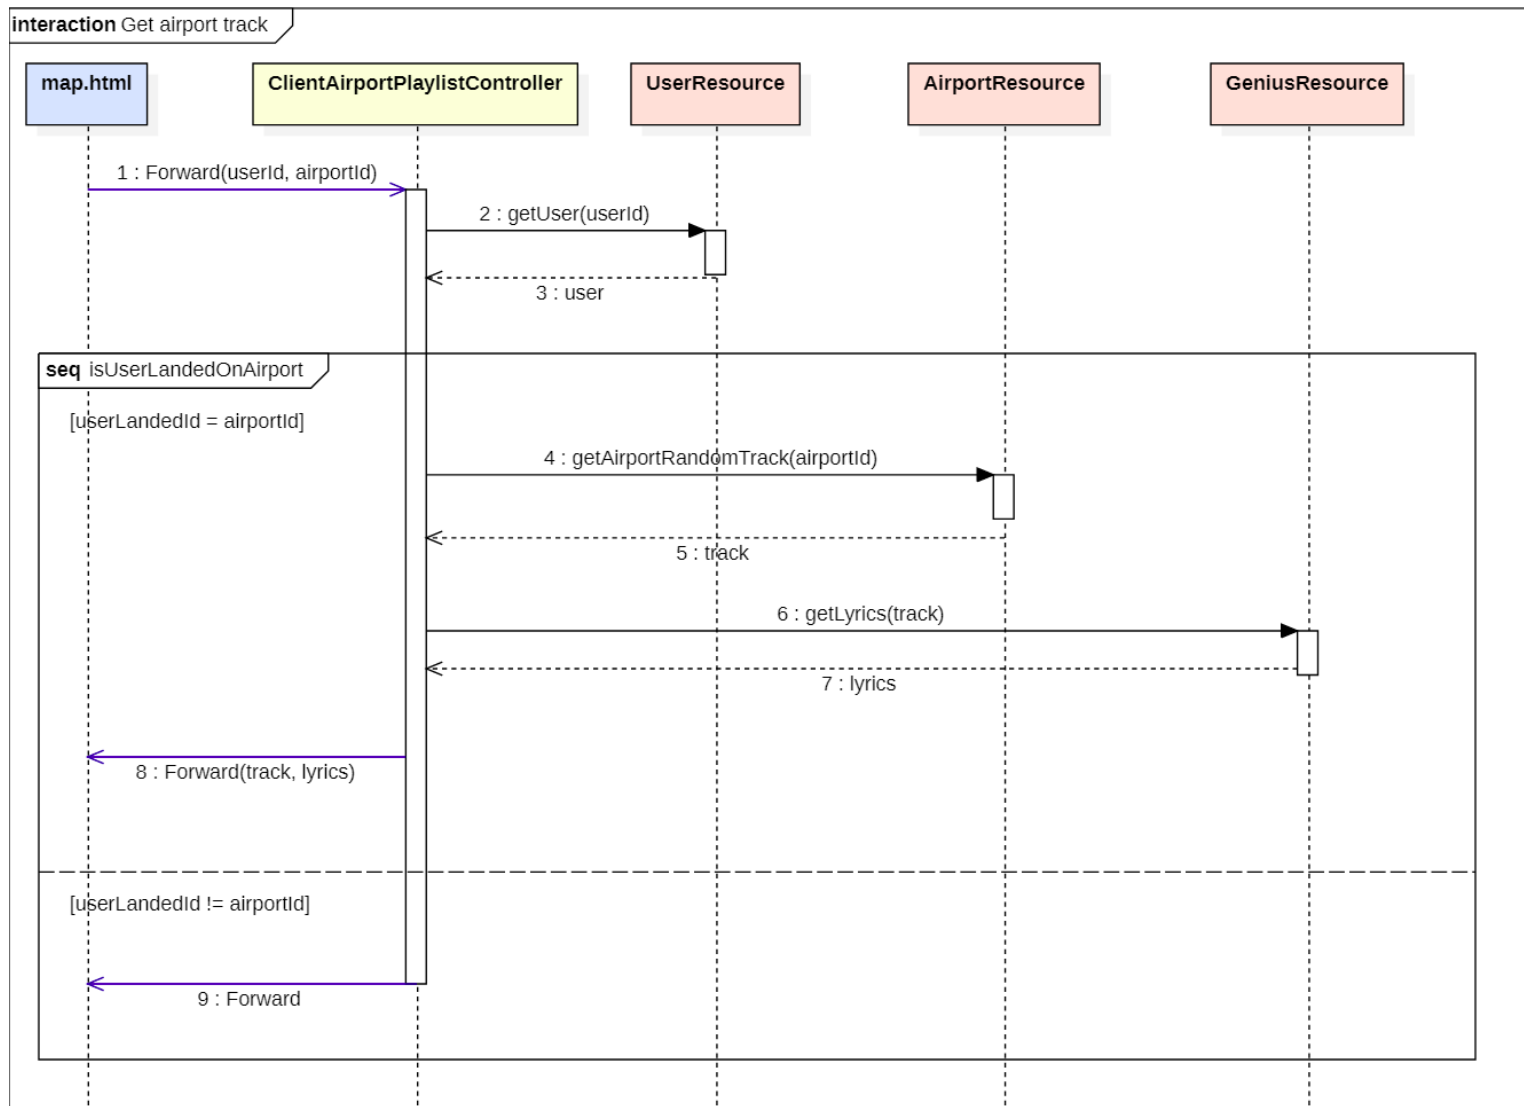 interaction Get airport track
map.html
ClientAirportPlaylistController
UserResource
AirportResource
GeniusResource
1 : Forward(userId, airportId)
2 : getUser(userId)
3 : user
seq isUserLandedOnAirport
[userLandedId = airportId]
4 : getAirportRandomTrack(airportId)
5 : track
6 : getLyrics(track)
7 : lyrics
8 : Forward(track, lyrics)
[userLandedId != airportId]
9 : Forward